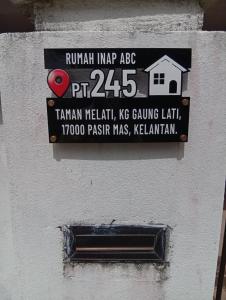 RUMAH INAP ABC
PT 245
TAMAN MELATI, KG GAUNG LATI,
17000 PASIR MAS, KELANTAN.